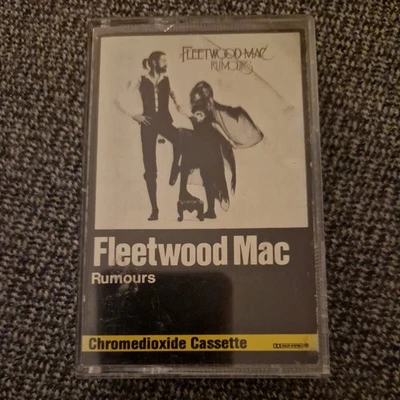 FLEETWOOD MAC
RUMOURS
Fleetwood Mac
Rumours
Chromedioxide Cassette